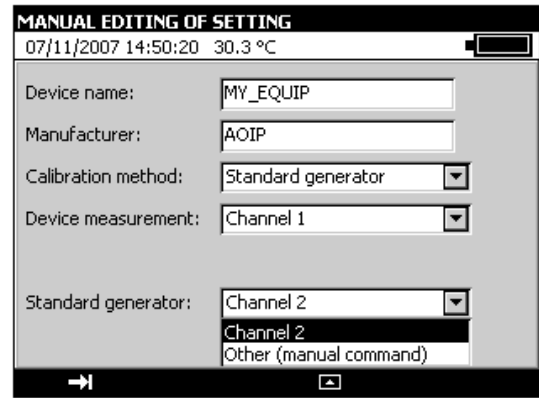 MANUAL EDITING OF SETTING
07/11/2007 14:50:20 30.3 °C
Device name: MY_EQUIP
Manufacturer: AOIP
Calibration method: Standard generator
Device measurement: Channel 1
Standard generator: Channel 2
Channel 2
Other (manual command)